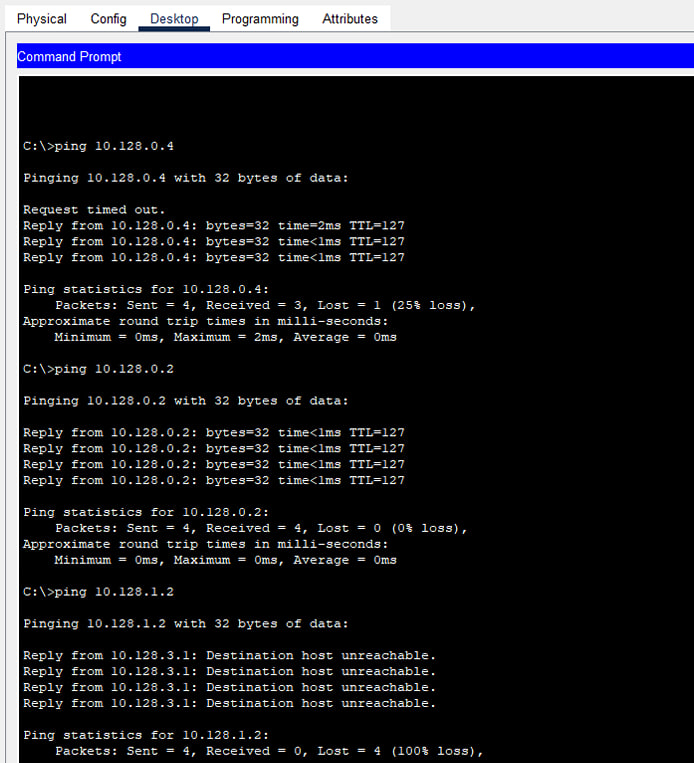 Physical Config Desktop Programming Attributes
Command Prompt
C:\>ping 10.128.0.4
Pinging 10.128.0.4 with 32 bytes of data:
Request timed out.
Reply from 10.128.0.4: bytes=32 time=2ms TTL=127
Reply from 10.128.0.4: bytes=32 time<1ms TTL=127
Reply from 10.128.0.4: bytes=32 time<1ms TTL=127
Ping statistics for 10.128.0.4:
Packets: Sent = 4, Received = 3, Lost = 1 (25% loss),
Approximate round trip times in milli-seconds:
Minimum = 0ms, Maximum = 2ms, Average = 0ms
C:\>ping 10.128.0.2
Pinging 10.128.0.2 with 32 bytes of data:
Reply from 10.128.0.2: bytes=32 time<1ms TTL=127
Reply from 10.128.0.2: bytes=32 time<1ms TTL=127
Reply from 10.128.0.2: bytes=32 time<1ms TTL=127
Reply from 10.128.0.2: bytes=32 time<1ms TTL=127
Ping statistics for 10.128.0.2:
Packets: Sent = 4, Received = 4, Lost = 0 (0% loss),
Approximate round trip times in milli-seconds:
Minimum = 0ms, Maximum = 0ms, Average = 0ms
C:\>ping 10.128.1.2
Pinging 10.128.1.2 with 32 bytes of data:
Reply from 10.128.3.1: Destination host unreachable.
Reply from 10.128.3.1: Destination host unreachable.
Reply from 10.128.3.1: Destination host unreachable.
Reply from 10.128.3.1: Destination host unreachable.
Ping statistics for 10.128.1.2:
Packets: Sent = 4, Received = 0, Lost = 4 (100% loss),